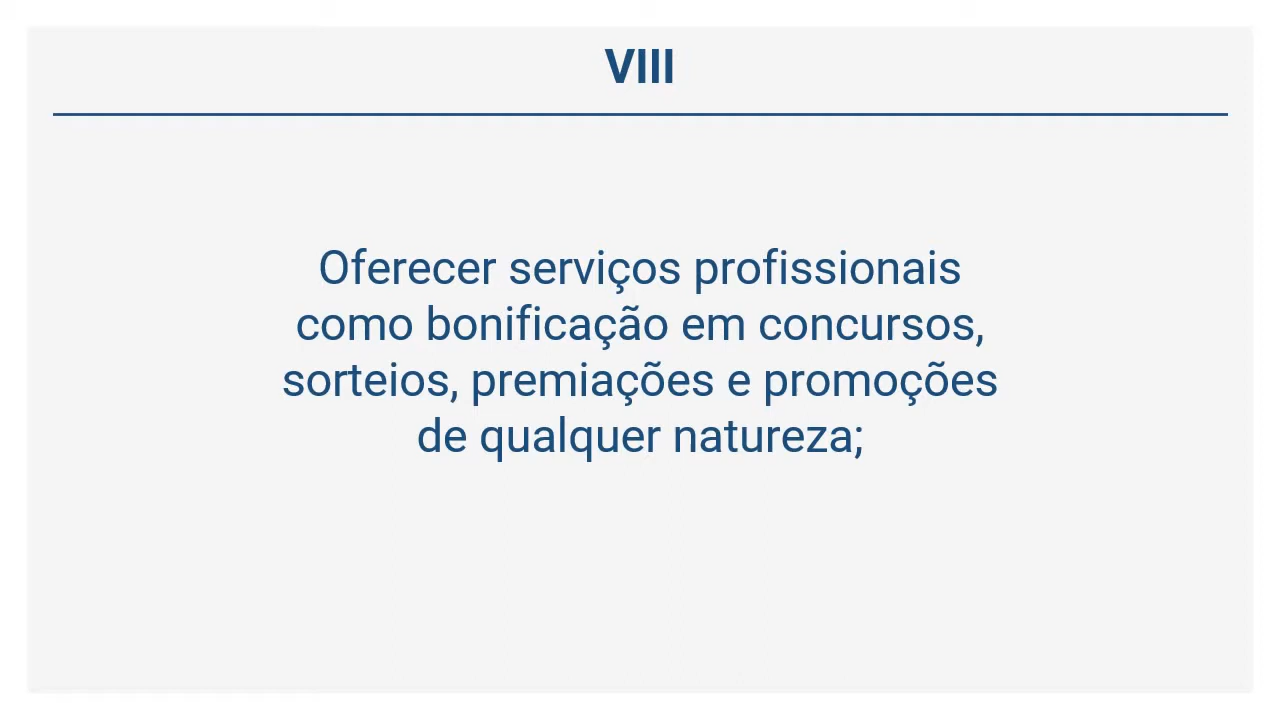 VIII
Oferecer serviços profissionais
como bonificação em concursos,
sorteios, premiações e promoções
de qualquer natureza;